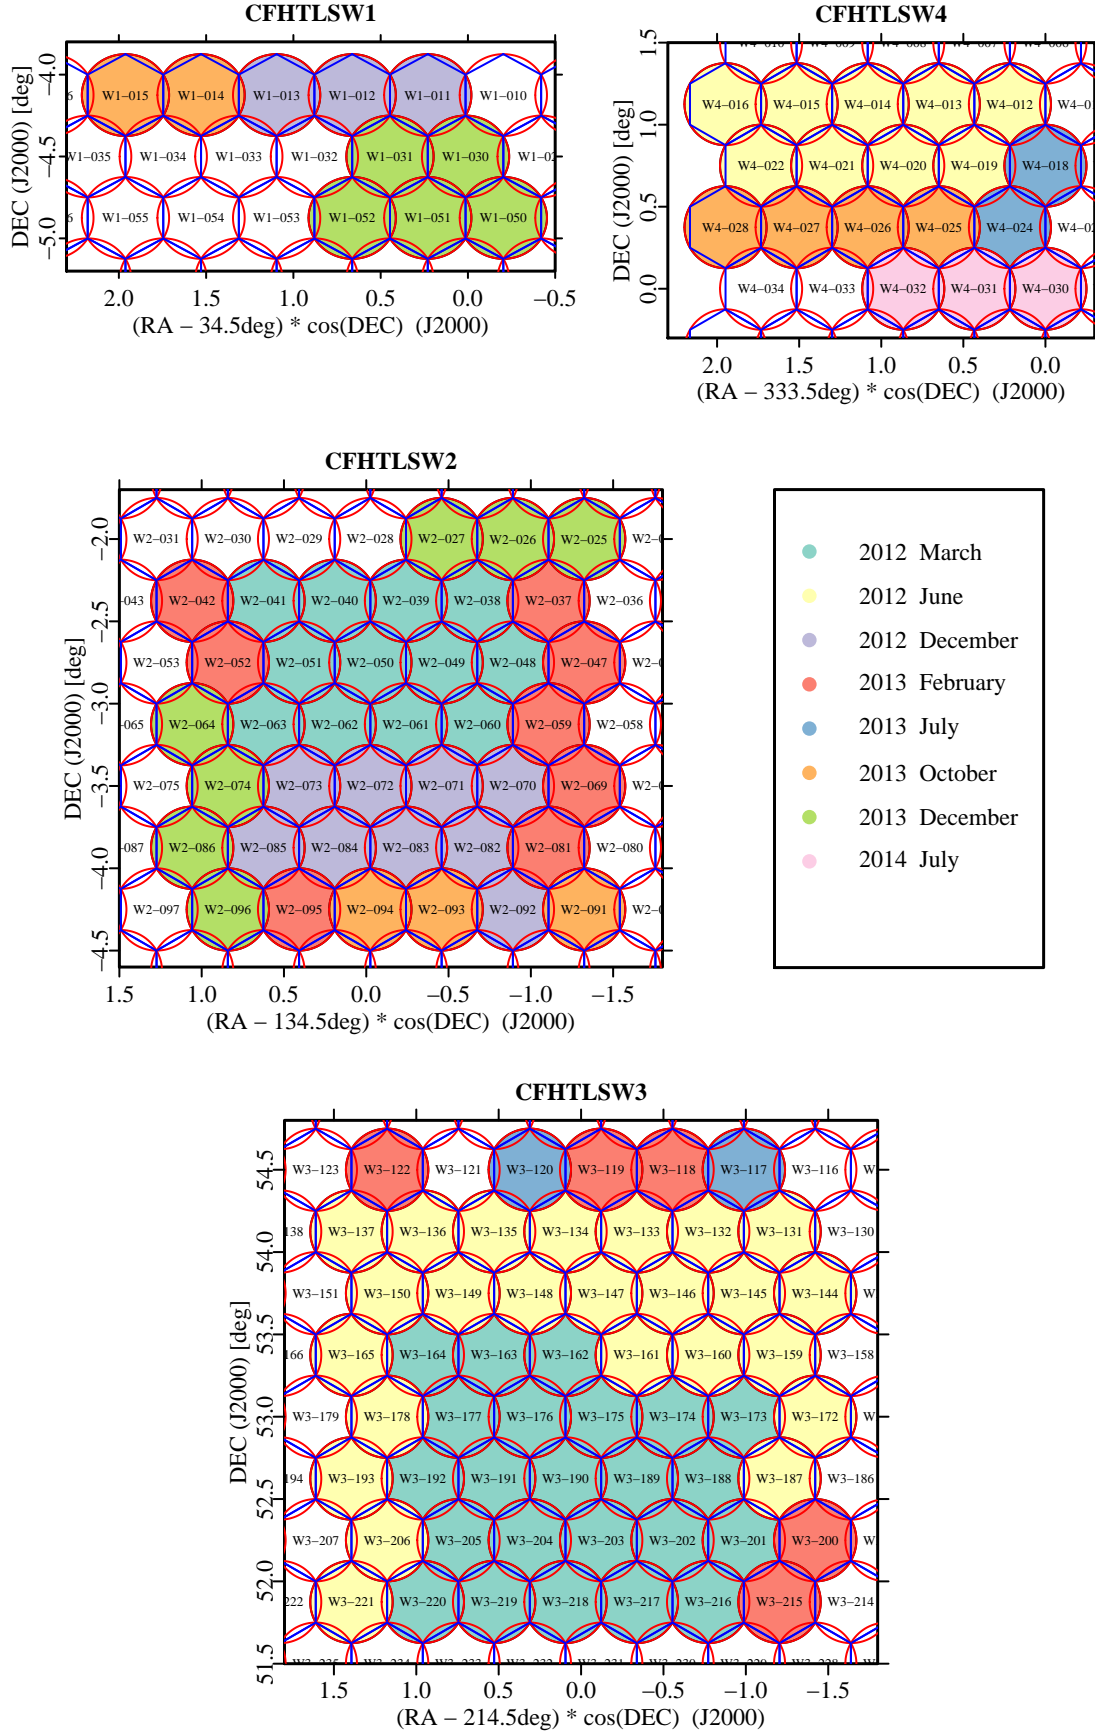 CFHTLSW1
−4.0
−4.5
−5.0
DEC (J2000) [deg]
W1−015 W1−014 W1−013 W1−012 W1−011 W1−010
W1−035 W1−034 W1−033 W1−032 W1−031 W1−030
W1−055 W1−054 W1−053 W1−052 W1−051 W1−050
2.0 1.5 1.0 0.5 0.0 −0.5
(RA − 34.5deg) * cos(DEC) (J2000)
CFHTLSW4
1.5
1.0
0.5
0.0
DEC (J2000) [deg]
W4−016 W4−015 W4−014 W4−013 W4−012
W4−022 W4−021 W4−020 W4−019 W4−018
W4−028 W4−027 W4−026 W4−025 W4−024
W4−034 W4−033 W4−032 W4−031 W4−030
2.0 1.5 1.0 0.5 0.0
(RA − 333.5deg) * cos(DEC) (J2000)
CFHTLSW2
−2.0
−2.5
−3.0
−3.5
−4.0
−4.5
DEC (J2000) [deg]
W2−031 W2−030 W2−029 W2−028 W2−027 W2−026 W2−025
−043 W2−042 W2−041 W2−040 W2−039 W2−038 W2−037 W2−036
W2−053 W2−052 W2−051 W2−050 W2−049 W2−048 W2−047
065 W2−064 W2−063 W2−062 W2−061 W2−060 W2−059 W2−058
W2−075 W2−074 W2−073 W2−072 W2−071 W2−070 W2−069
−087 W2−086 W2−085 W2−084 W2−083 W2−082 W2−081 W2−080
W2−097 W2−096 W2−095 W2−094 W2−093 W2−092 W2−091
1.5 1.0 0.5 0.0 −0.5 −1.0 −1.5
(RA − 134.5deg) * cos(DEC) (J2000)
2012 March
2012 June
2012 December
2013 February
2013 July
2013 October
2013 December
2014 July
CFHTLSW3
54.5
54.0
53.5
53.0
52.5
52.0
51.5
DEC (J2000) [deg]
W3−123 W3−122 W3−121 W3−120 W3−119 W3−118 W3−117 W3−116
138 W3−137 W3−136 W3−135 W3−134 W3−133 W3−132 W3−131 W3−130
W3−151 W3−150 W3−149 W3−148 W3−147 W3−146 W3−145 W3−144
166 W3−165 W3−164 W3−163 W3−162 W3−161 W3−160 W3−159 W3−158
W3−179 W3−178 W3−177 W3−176 W3−175 W3−174 W3−173 W3−172
194 W3−193 W3−192 W3−191 W3−190 W3−189 W3−188 W3−187 W3−186
W3−207 W3−206 W3−205 W3−204 W3−203 W3−202 W3−201 W3−200
222 W3−221 W3−220 W3−219 W3−218 W3−217 W3−216 W3−215 W3−214
1.5 1.0 0.5 0.0 −0.5 −1.0 −1.5
(RA − 214.5deg) * cos(DEC) (J2000)